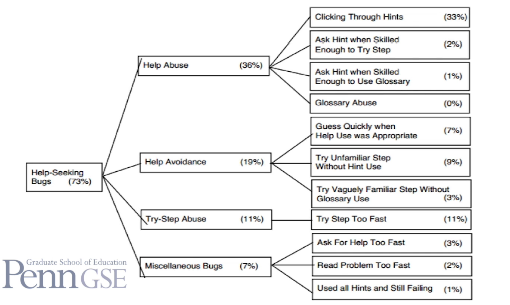 Clicking Through Hints (33%)
Ask Hint when Skilled
Enough to Try Step (2%)
Help Abuse (36%)
Ask Hint when Skilled
Enough to Use Glossary (1%)
Glossary Abuse (0%)
Guess Quickly when
Help Use was Appropriate (7%)
Help Avoidance (19%)
Try Unfamiliar Step
Without Hint Use (9%)
Help-Seeking
Bugs (73%)
Try Vaguely Familiar Step Without
Glossary Use (3%)
Try-Step Abuse (11%)
Try Step Too Fast (11%)
Ask For Help Too Fast (3%)
Miscellaneous Bugs (7%)
Read Problem Too Fast (2%)
Used all Hints and Still Failing (1%)
Graduate School of Education
Penn GSE